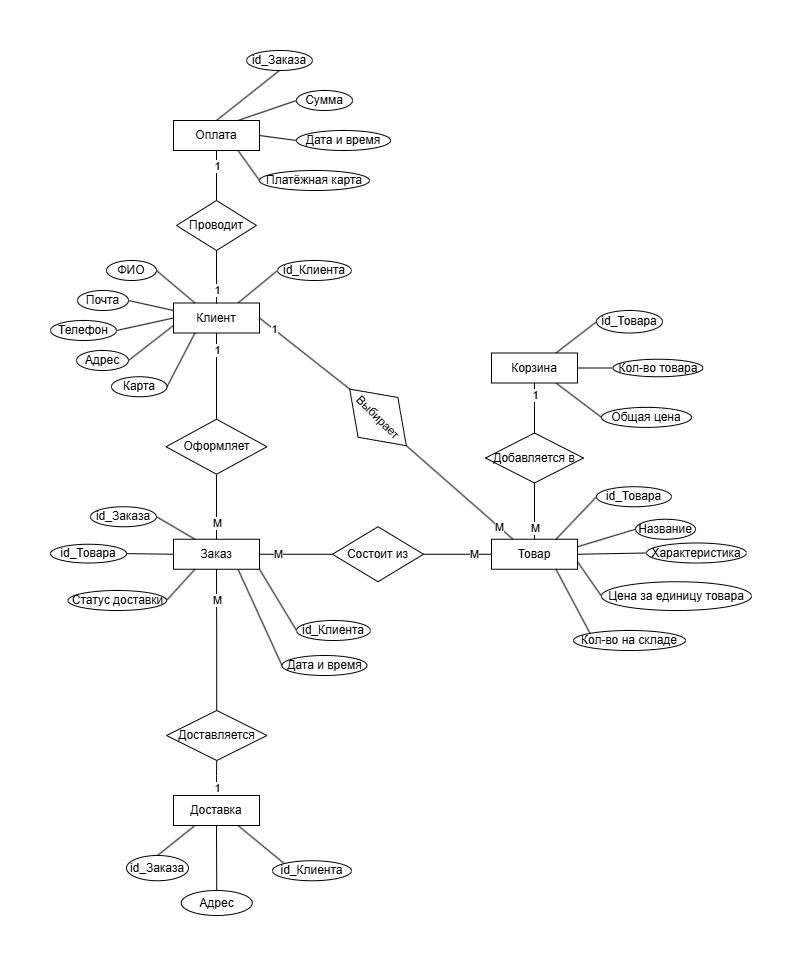 id_Заказа
Сумма
Оплата
Дата и время
Платёжная карта
1
Проводит
1
ФИО
id_Клиента
Почта
Клиент
Телефон
Адрес
Карта
1
1
Выбирает
Оформляет
id_Товара
Корзина
Кол-во товара
1
Общая цена
Добавляется в
id_Товара
M
M
M
id_Заказа
Название
id_Товара
Заказ
M
Состоит из
M
Товар
Характеристика
Статус доставки
M
Цена за единицу товара
id_Клиента
Кол-во на складе
Дата и время
Доставляется
1
Доставка
id_Заказа
id_Клиента
Адрес